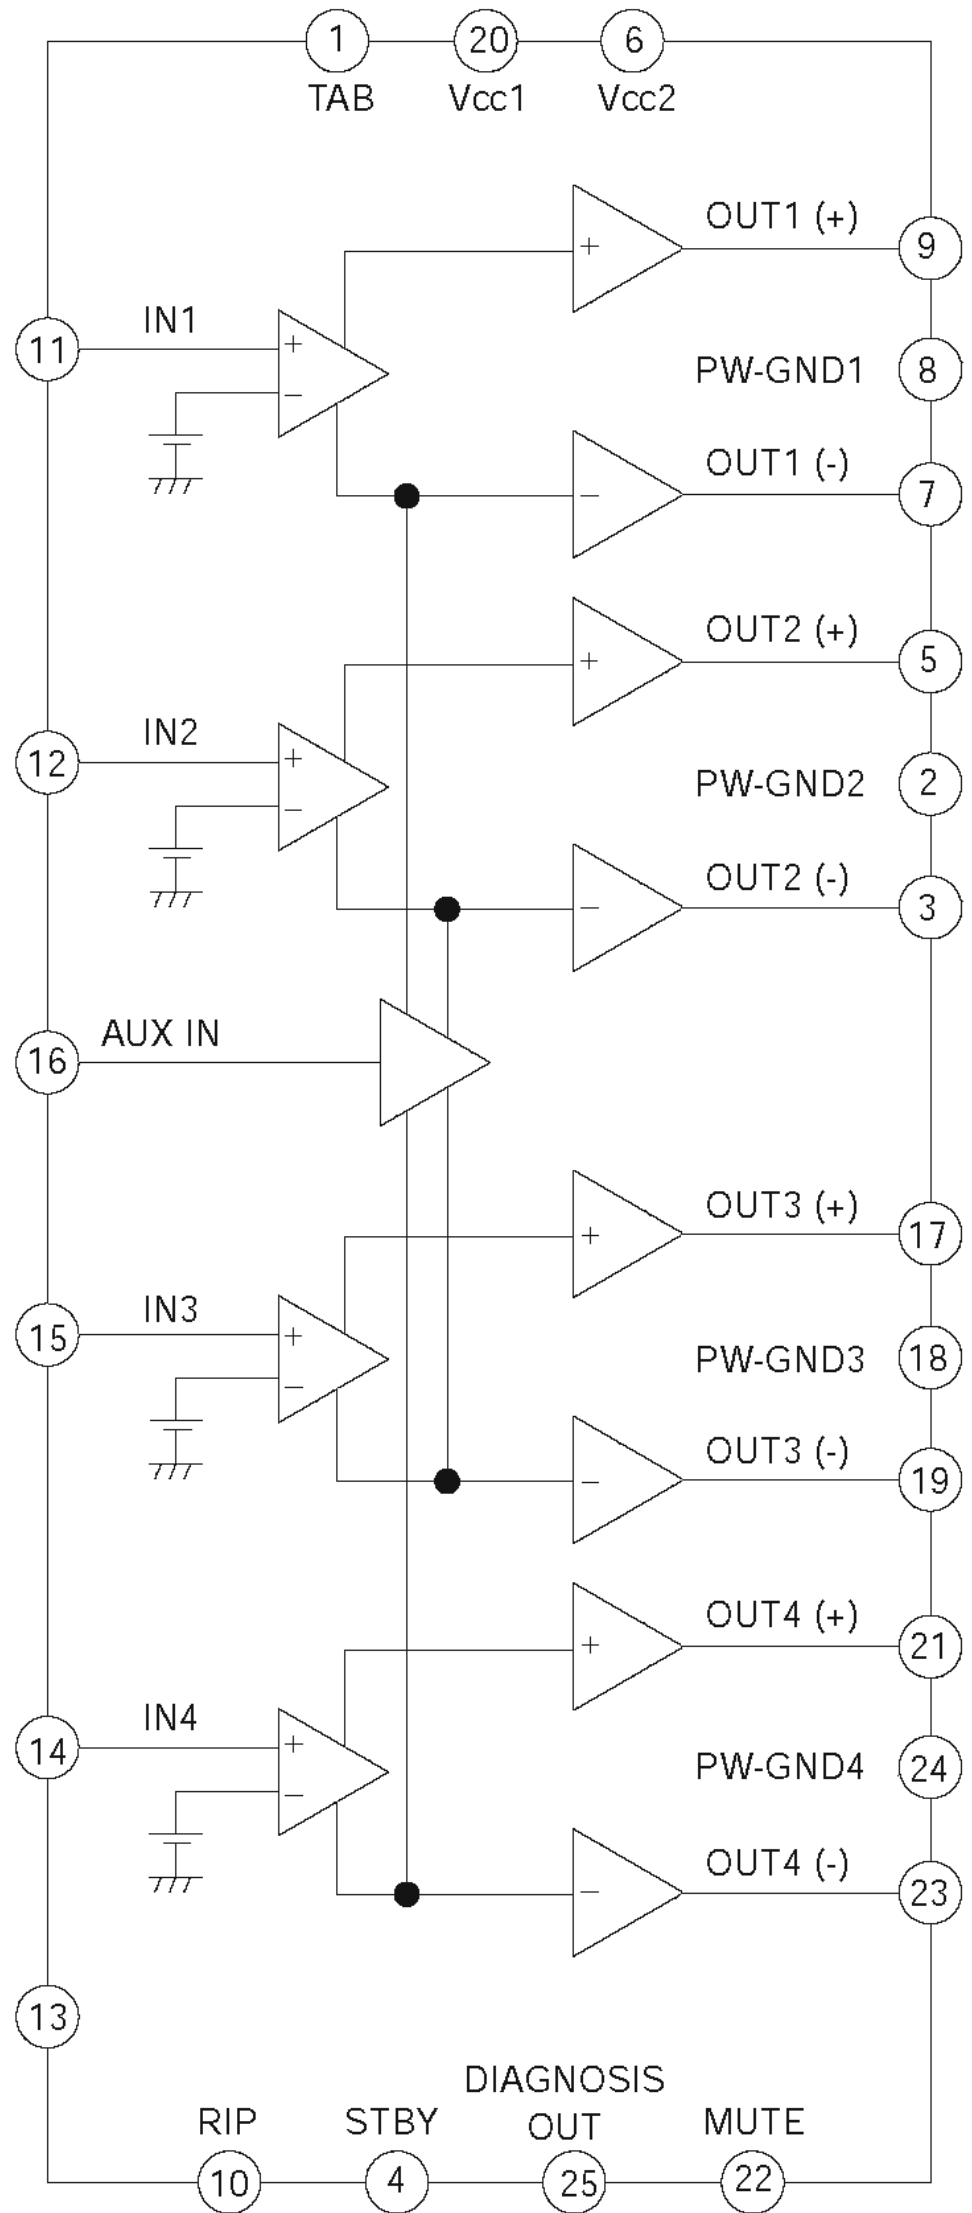 1 20 6
TAB Vcc1 Vcc2
OUT1 (+)
9
IN1
11
+
+
−
PW-GND1 8
OUT1 (-)
7
−
OUT2 (+)
5
+
IN2
12
+
−
PW-GND2 2
OUT2 (-)
3
−
AUX IN
16
OUT3 (+)
17
+
IN3
15
+
−
PW-GND3 18
OUT3 (-)
19
−
OUT4 (+)
21
+
IN4
14
+
−
PW-GND4 24
OUT4 (-)
23
−
13
DIAGNOSIS
RIP STBY OUT MUTE
10 4 25 22